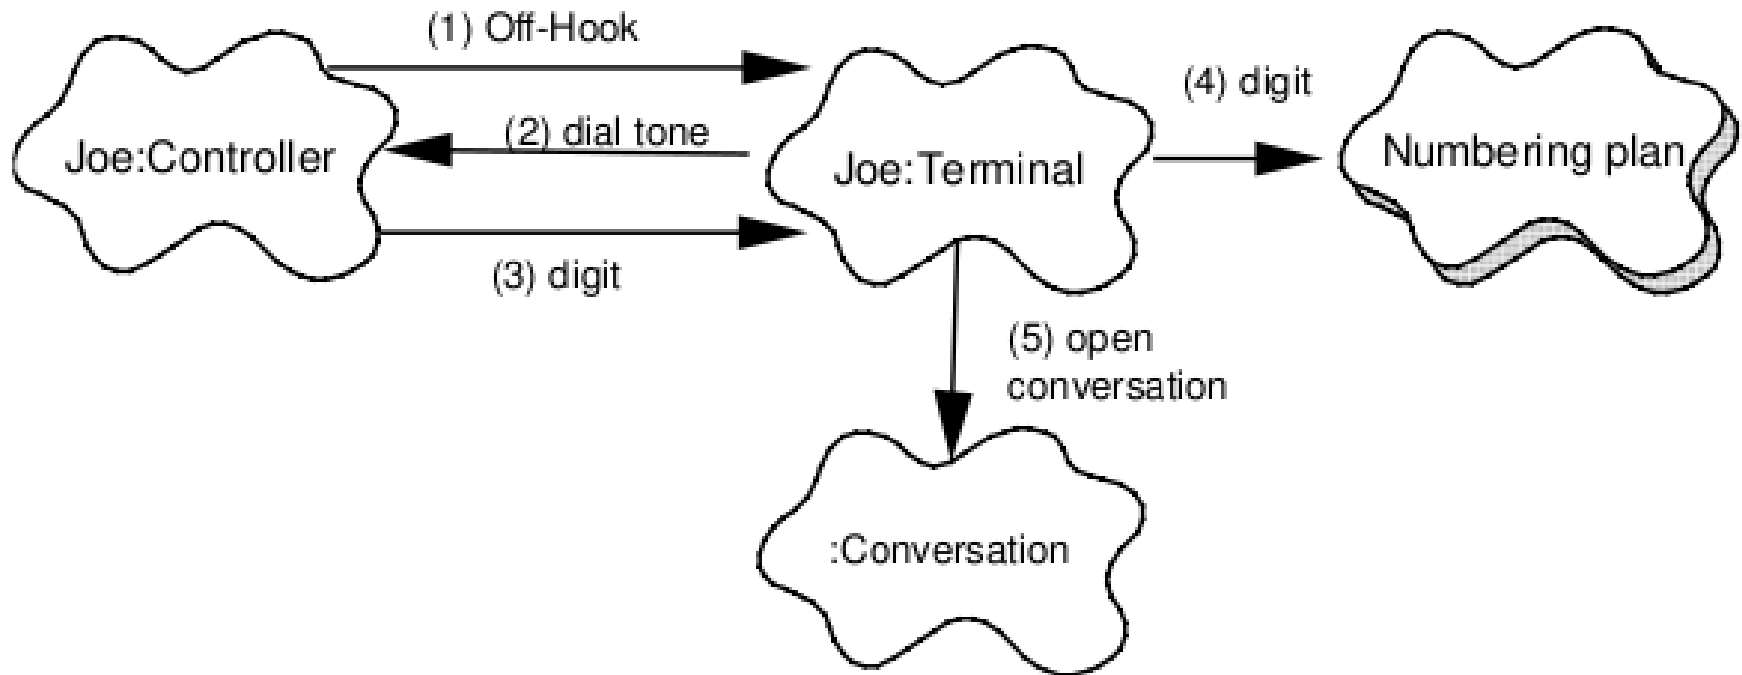 (1) Off-Hook
(2) dial tone
(4) digit
Joe:Controller
Joe:Terminal
Numbering plan
(3) digit
(5) open
conversation
:Conversation